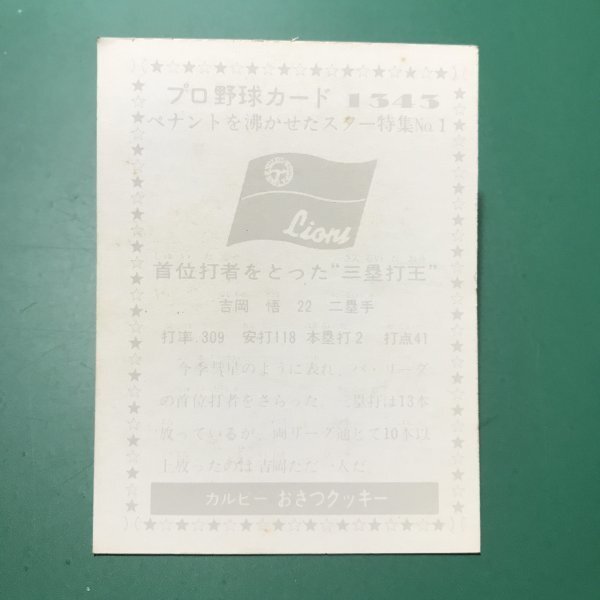 プロ野球カード 1343
ペナントを沸かせたスター特集No.1
Lions
首位打者をとった“三塁打王”
吉岡 悟 22 二塁手
打率.309 安打118 本塁打2 打点41
今季彗星のように表れ、パ・リーグ
の首位打者をさらった。三塁打は13本
放っているが、両リーグ通じて10本以
上放ったのは吉岡ただ一人だ。
カルビー おさつクッキー